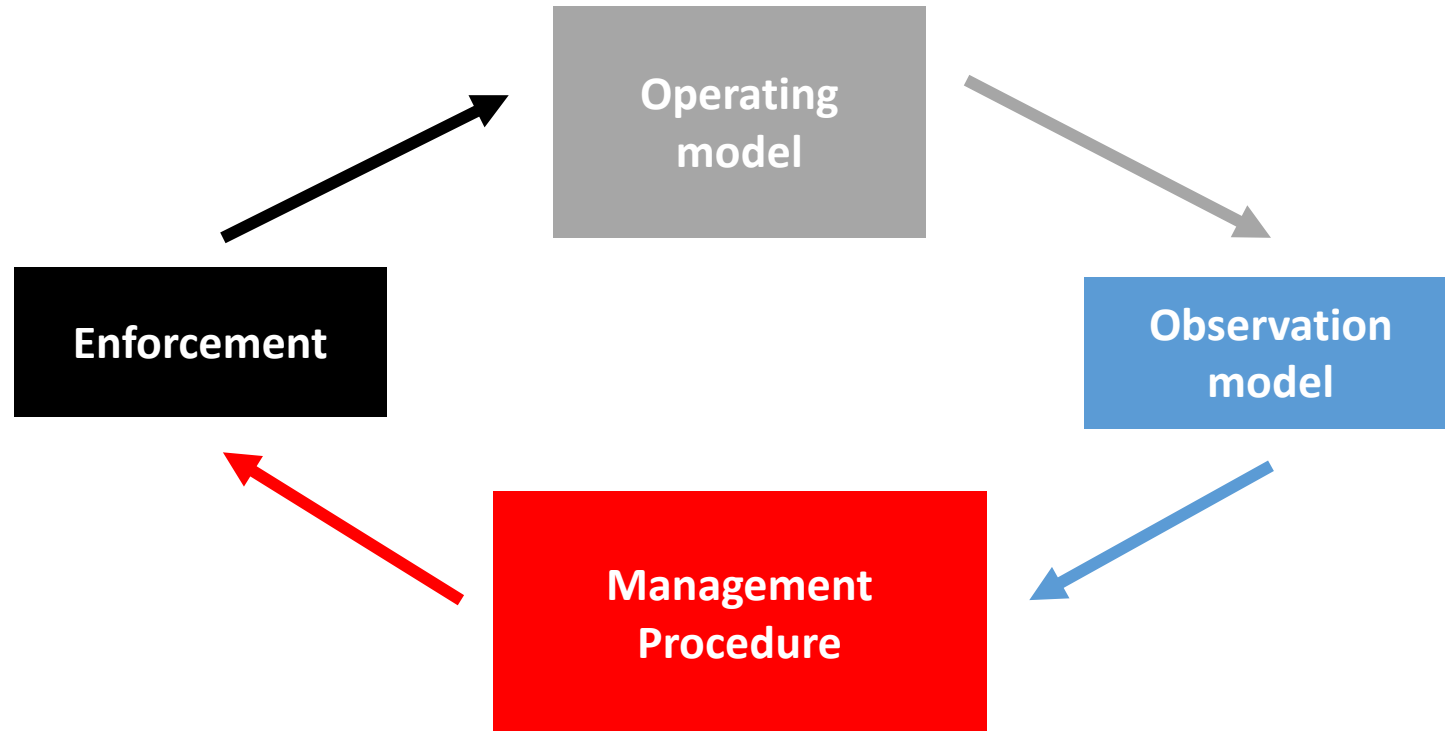 Operating
model
Enforcement
Observation
model
Management
Procedure